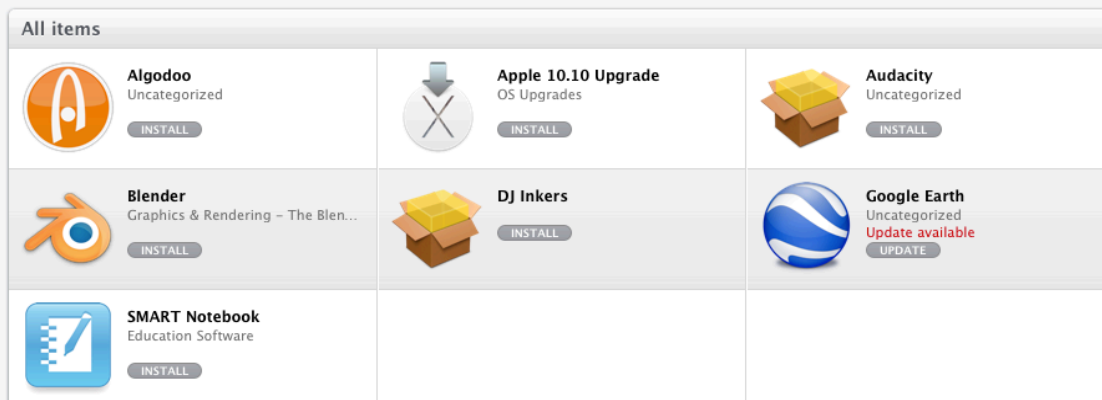 All items
Algodoo
Uncategorized
INSTALL
Apple 10.10 Upgrade
OS Upgrades
INSTALL
Audacity
Uncategorized
INSTALL
Blender
Graphics & Rendering – The Blen...
INSTALL
DJ Inkers
INSTALL
Google Earth
Uncategorized
Update available
UPDATE
SMART Notebook
Education Software
INSTALL